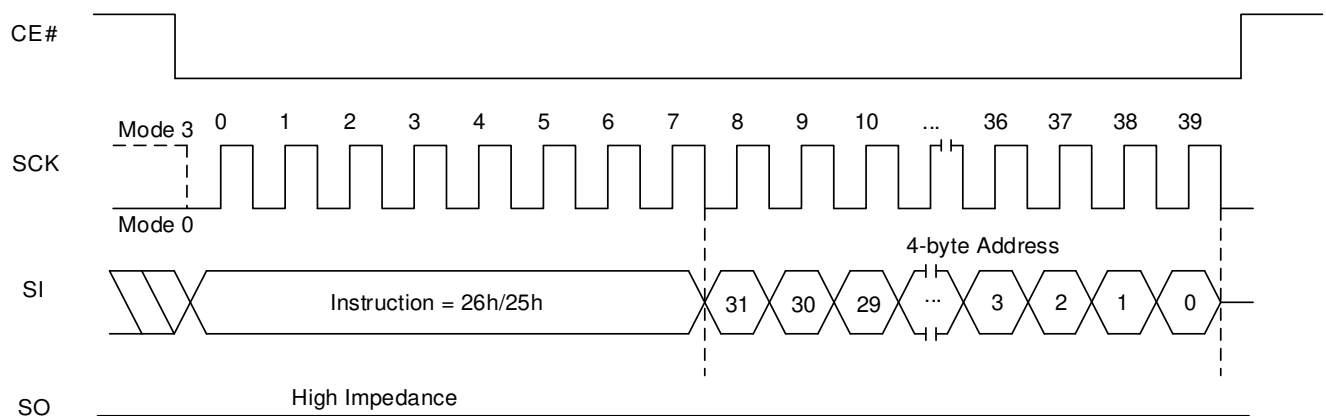 CE#
Mode 3 0 1 2 3 4 5 6 7 8 9 10 ... 36 37 38 39
SCK
Mode 0
4-byte Address
SI Instruction = 26h/25h 31 30 29 ... 3 2 1 0
High Impedance
SO